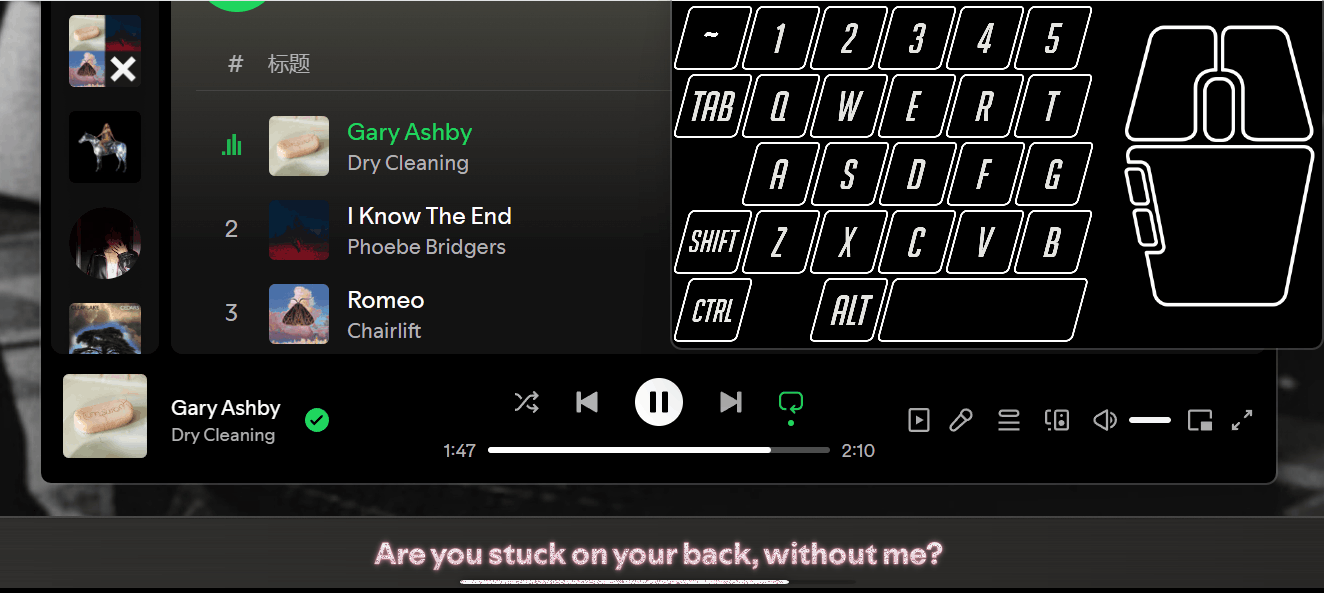 # 标题
Gary Ashby
Dry Cleaning
2
I Know The End
Phoebe Bridgers
3
Romeo
Chairlift
~ 1 2 3 4 5
TAB Q W E R T
A S D F G
SHIFT Z X C V B
CTRL ALT
Gary Ashby
Dry Cleaning
1:47
2:10
Are you stuck on your back, without me?